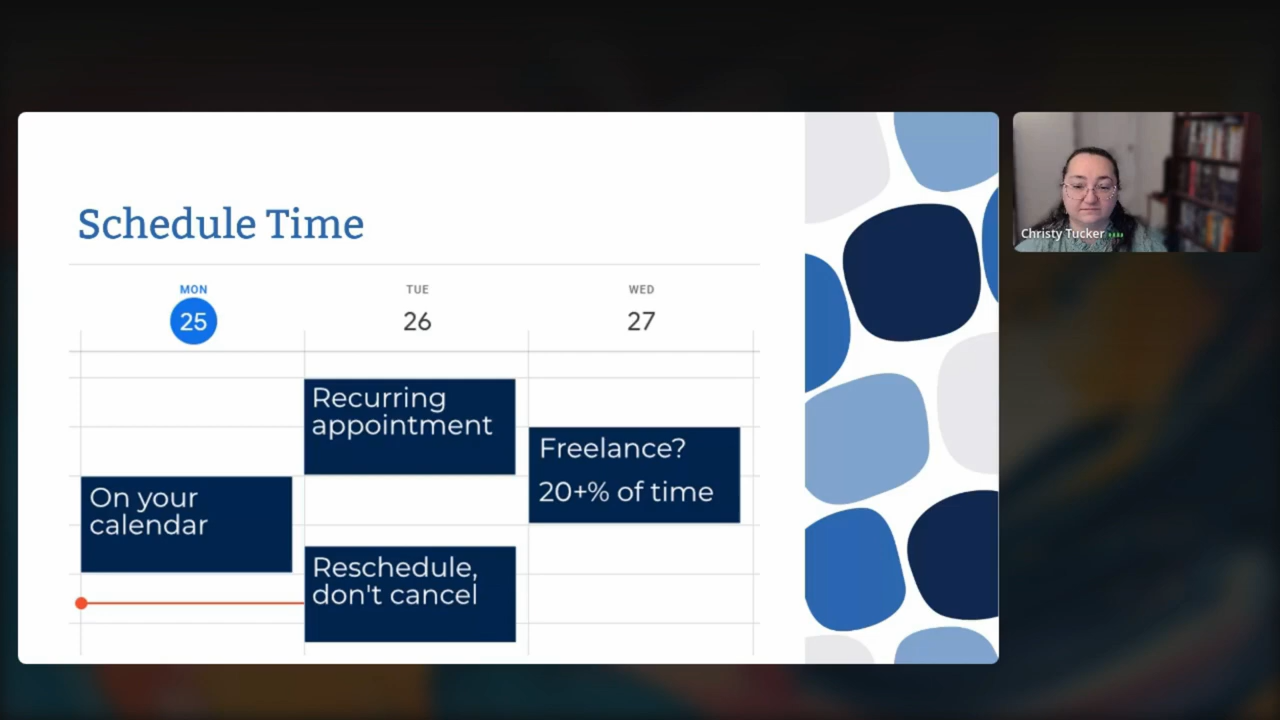 Schedule Time
MON
TUE
WED
25
26
27
Recurring
appointment
Freelance?
20+% of time
On your
calendar
Reschedule,
don't cancel
Christy Tucker